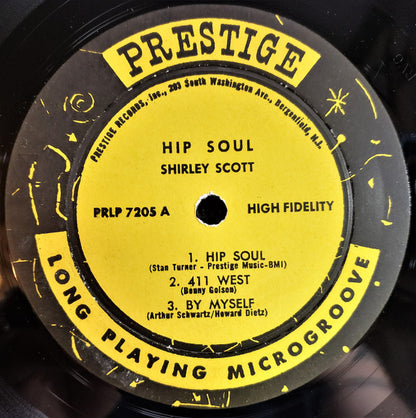 PRESTIGE
PRESTIGE RECORDS, Inc., 203 South Washington Ave., Bergenfield, N.J.
HIP SOUL
SHIRLEY SCOTT
PRLP 7205 A
HIGH FIDELITY
1. HIP SOUL
(Stan Turner - Prestige Music-BMI)
2. 411 WEST
(Benny Golson)
3. BY MYSELF
(Arthur Schwartz/Howard Dietz)
LONG PLAYING MICROGROOVE